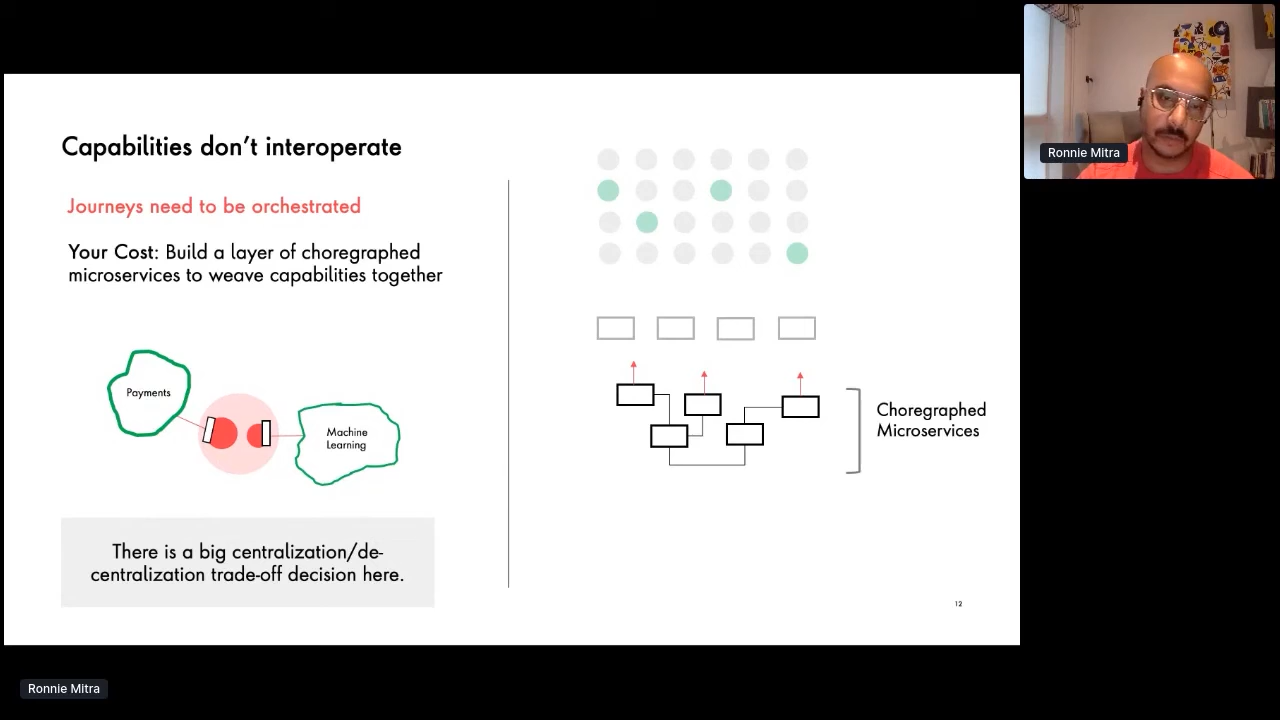 Capabilities don't interoperate
Journeys need to be orchestrated
Your Cost: Build a layer of choregraphed
microservices to weave capabilities together
Payments
Machine
Learning
There is a big centralization/de-
centralization trade-off decision here.
Choregraphed
Microservices
12
Ronnie Mitra
Ronnie Mitra